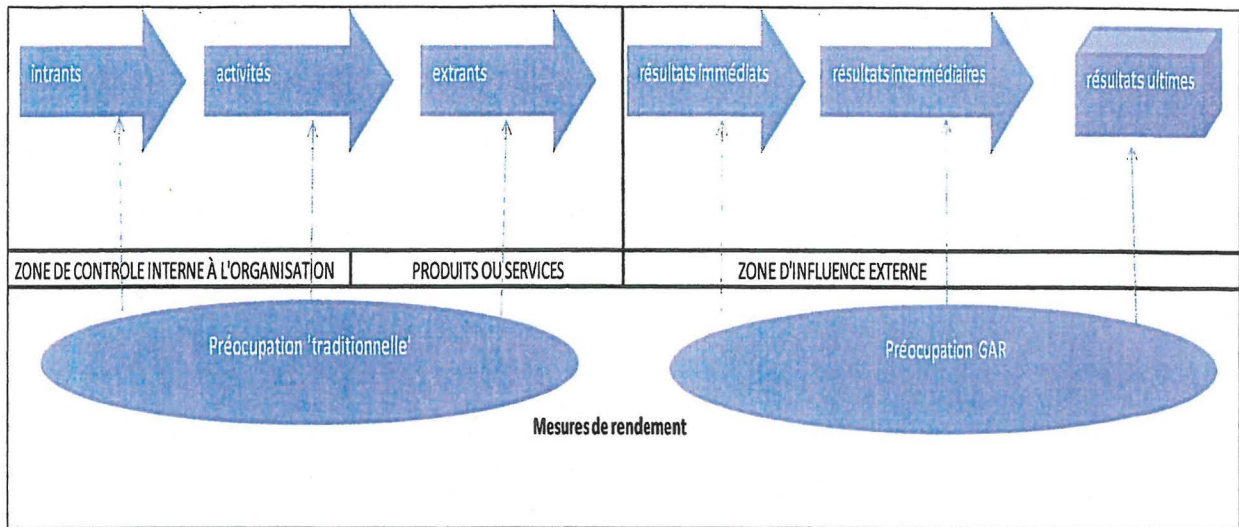 intrants
activités
extrants
résultats immédiats
résultats intermédiaires
résultats ultimes
ZONE DE CONTROLE INTERNE À L'ORGANISATION
PRODUITS OU SERVICES
ZONE D'INFLUENCE EXTERNE
Préocupation 'traditionnelle'
Préocupation GAR
Mesures de rendement